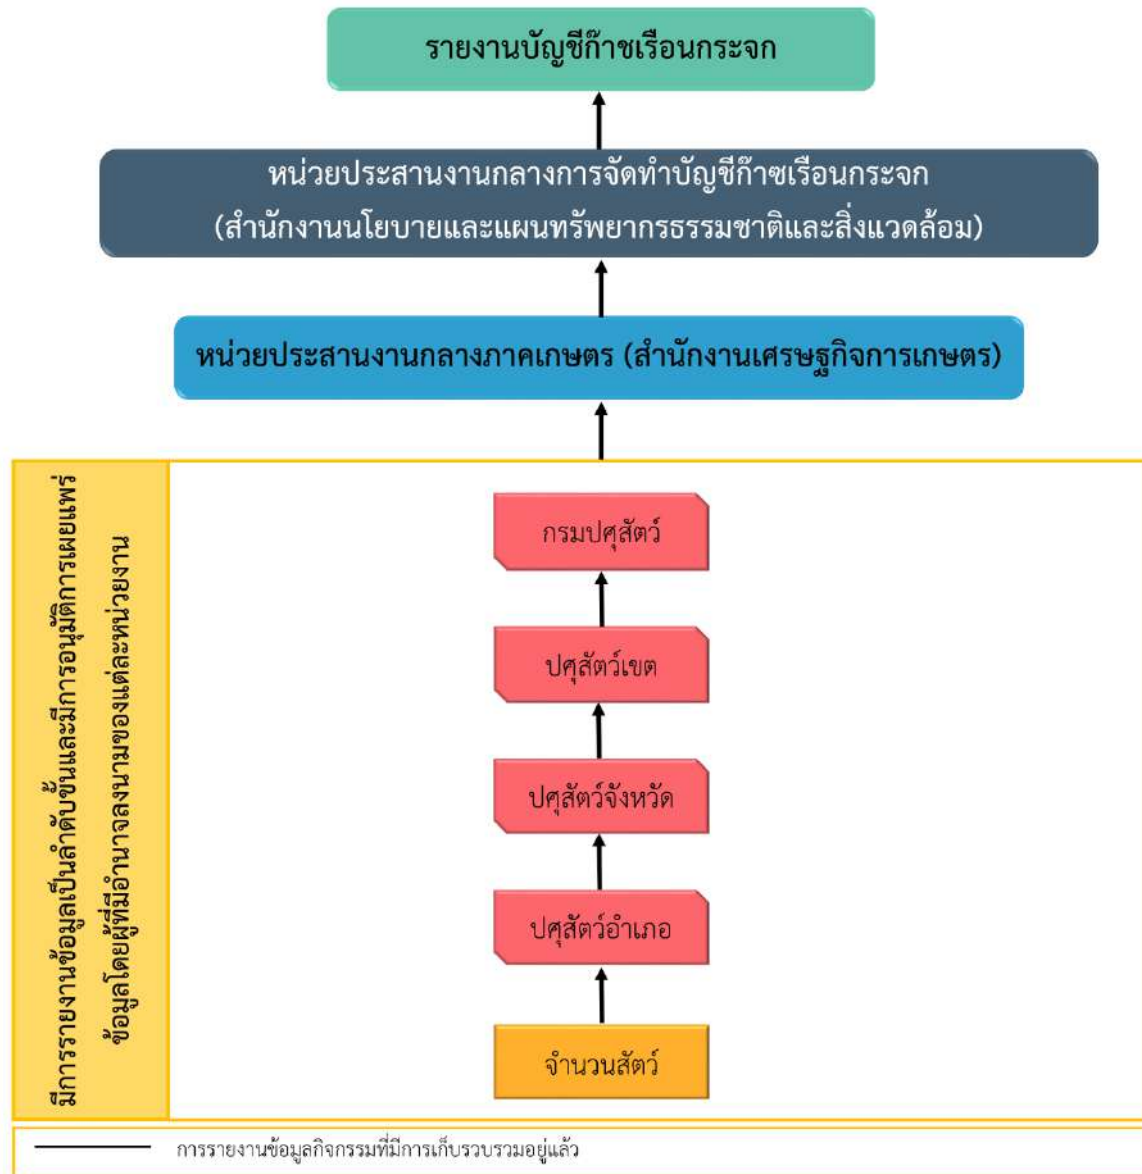 รายงานบัญชีก๊าซเรือนกระจก
หน่วยประสานงานกลางการจัดทำบัญชีก๊าซเรือนกระจก
(สำนักงานนโยบายและแผนทรัพยากรธรรมชาติและสิ่งแวดล้อม)
หน่วยประสานงานกลางภาคเกษตร (สำนักงานเศรษฐกิจการเกษตร)
มีการรายงานข้อมูลเป็นลำดับขั้นและมีการอนุมัติการเผยแพร่
ข้อมูลโดยผู้ที่มีอำนาจลงนามของแต่ละหน่วยงาน
กรมปศุสัตว์
ปศุสัตว์เขต
ปศุสัตว์จังหวัด
ปศุสัตว์อำเภอ
จำนวนสัตว์
การรายงานข้อมูลกิจกรรมที่มีการเก็บรวบรวมอยู่แล้ว